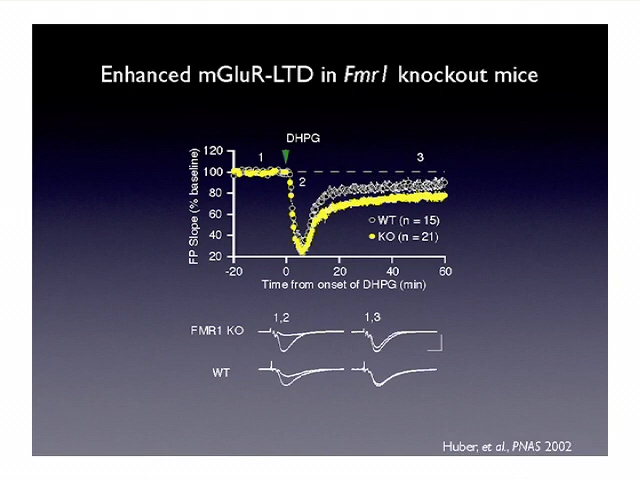 Enhanced mGluR-LTD in Fmr1 knockout mice
DHPG
FP Slope (% baseline)
120
100
80
60
40
20
1
2
3
WT (n = 15)
KO (n = 21)
-20 0 20 40 60
Time from onset of DHPG (min)
1,2 1,3
FMR1 KO
WT
Huber, et al., PNAS 2002